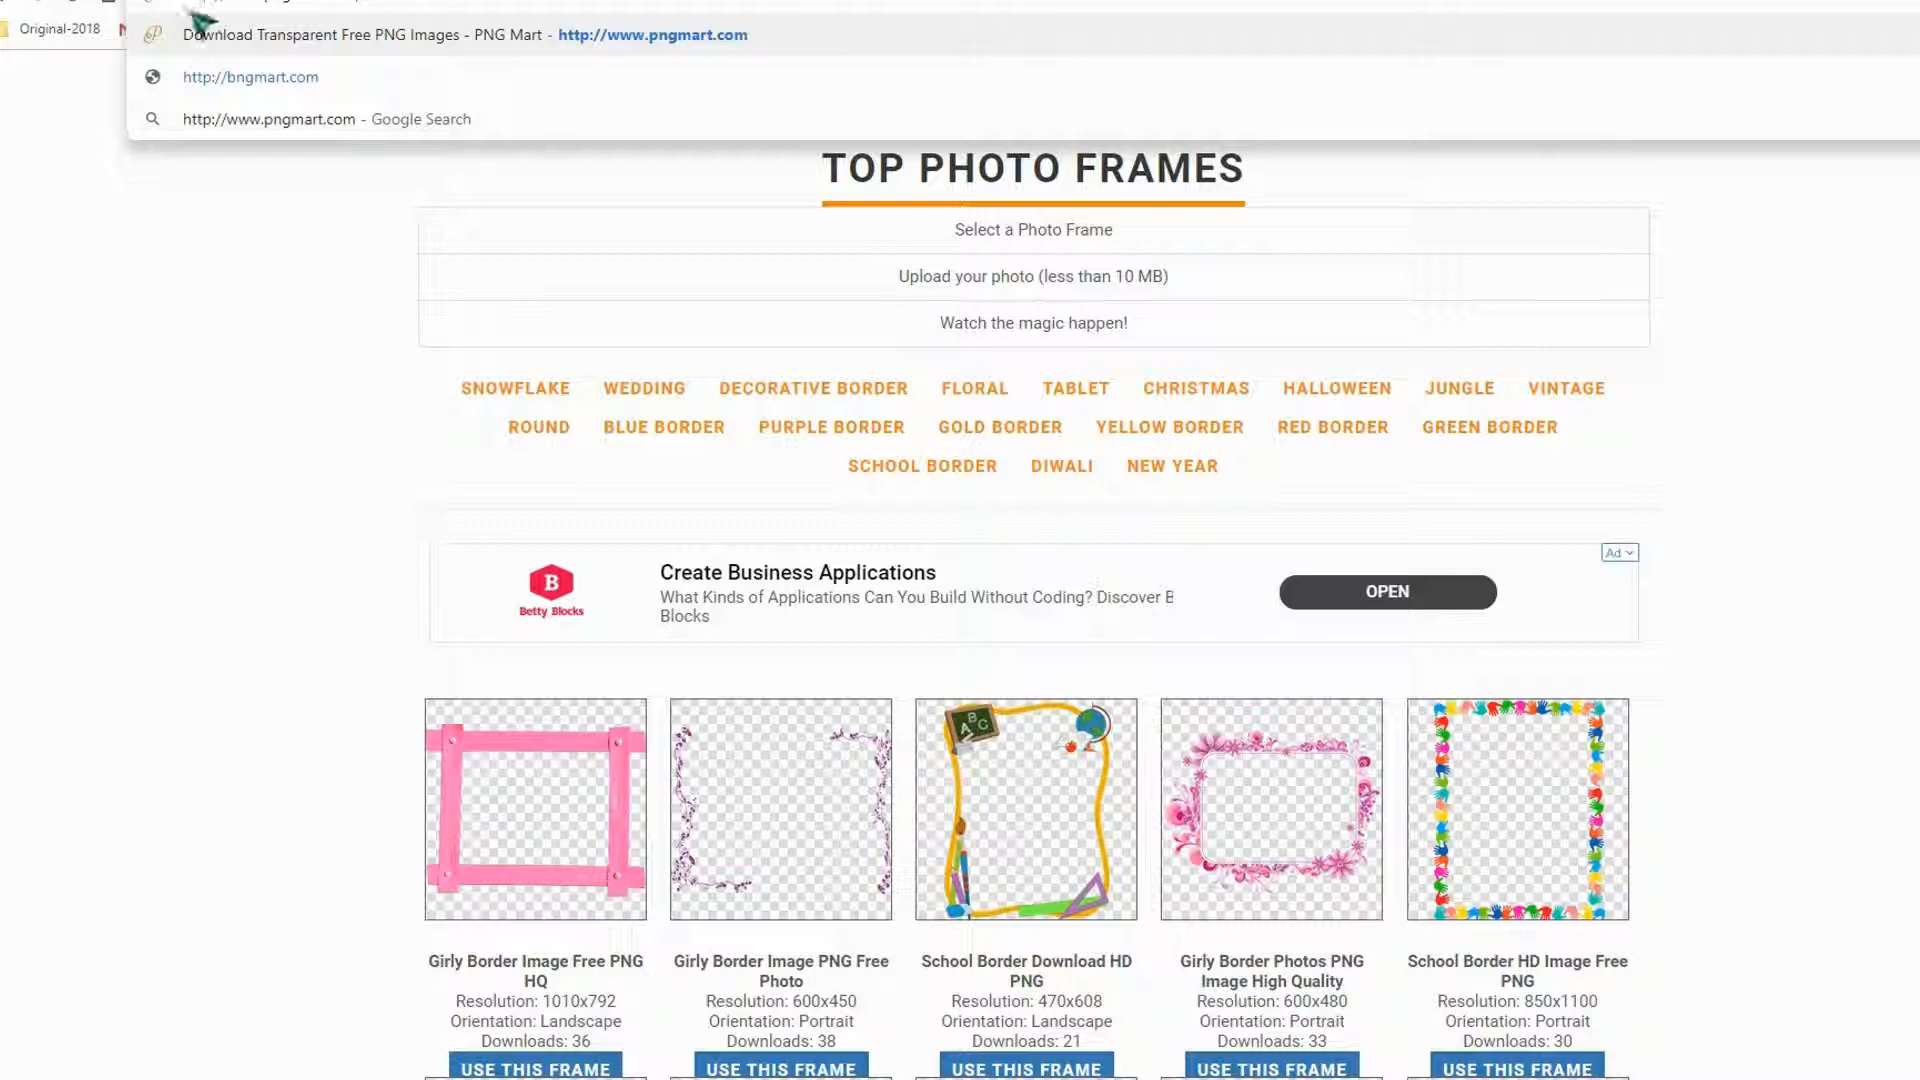 Original-2018
Download Transparent Free PNG Images - PNG Mart - http://www.pngmart.com
http://bngmart.com
http://www.pngmart.com - Google Search
TOP PHOTO FRAMES
Select a Photo Frame
Upload your photo (less than 10 MB)
Watch the magic happen!
SNOWFLAKE WEDDING DECORATIVE BORDER FLORAL TABLET CHRISTMAS HALLOWEEN JUNGLE VINTAGE
ROUND BLUE BORDER PURPLE BORDER GOLD BORDER YELLOW BORDER RED BORDER GREEN BORDER
SCHOOL BORDER DIWALI NEW YEAR
Ad
B
Betty Blocks
Create Business Applications
What Kinds of Applications Can You Build Without Coding? Discover B
Blocks
OPEN
A B C
Girly Border Image Free PNG
HQ
Resolution: 1010x792
Orientation: Landscape
Downloads: 36
USE THIS FRAME
Girly Border Image PNG Free
Photo
Resolution: 600x450
Orientation: Portrait
Downloads: 38
USE THIS FRAME
School Border Download HD
PNG
Resolution: 470x608
Orientation: Landscape
Downloads: 21
USE THIS FRAME
Girly Border Photos PNG
Image High Quality
Resolution: 600x480
Orientation: Portrait
Downloads: 33
USE THIS FRAME
School Border HD Image Free
PNG
Resolution: 850x1100
Orientation: Portrait
Downloads: 30
USE THIS FRAME